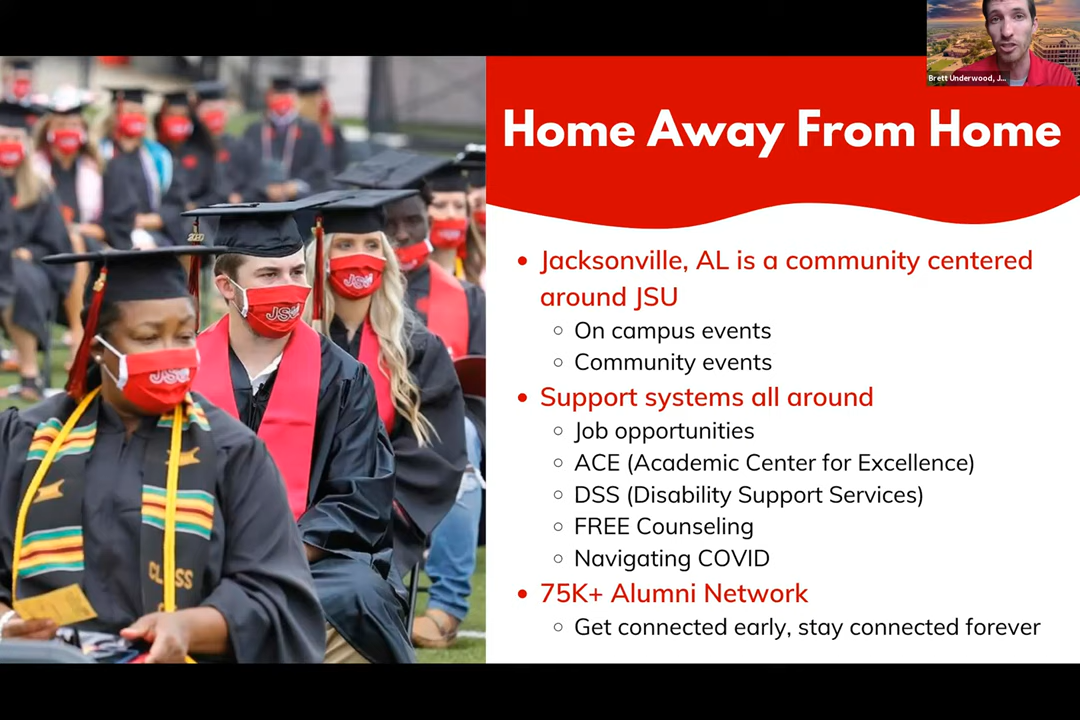 Brett Underwood, J...
Home Away From Home
Jacksonville, AL is a community centered
around JSU
On campus events
Community events
Support systems all around
Job opportunities
ACE (Academic Center for Excellence)
DSS (Disability Support Services)
FREE Counseling
Navigating COVID
75K+ Alumni Network
Get connected early, stay connected forever
JSU
JSU
JSU
CLASS